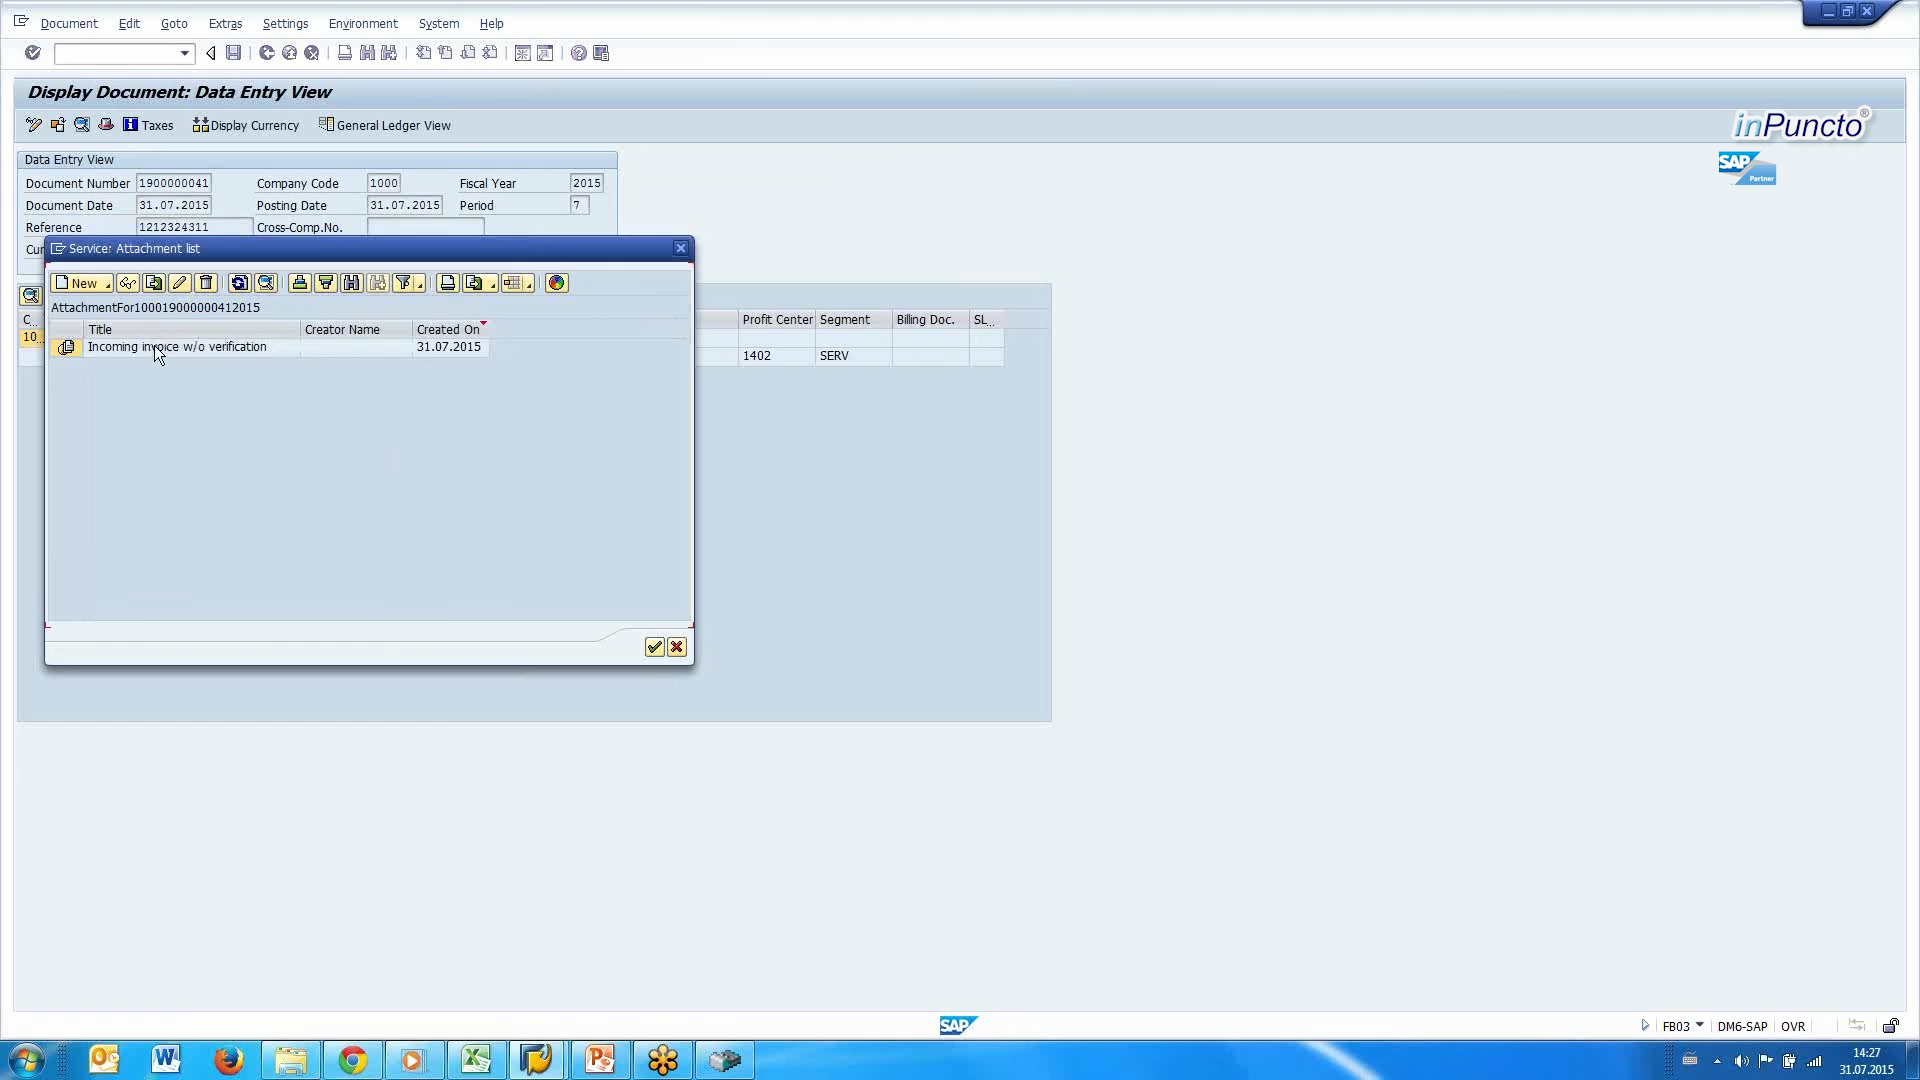 Document Edit Goto Extras Settings Environment System Help
Display Document: Data Entry View
Taxes Display Currency General Ledger View
inPuncto®
SAP Partner
Data Entry View
Document Number 1900000041 Company Code 1000 Fiscal Year 2015
Document Date 31.07.2015 Posting Date 31.07.2015 Period 7
Reference 1212324311 Cross-Comp.No.
Cur
Service: Attachment list
New
AttachmentFor100019000000412015
Title Creator Name Created On
Incoming invoice w/o verification 31.07.2015
C... Profit Center Segment Billing Doc. SL...
10...
1402 SERV
SAP
FB03 DM6-SAP OVR
14:27
31.07.2015